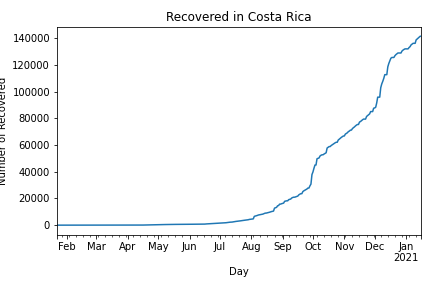 Recovered in Costa Rica
Number of Recovered
140000
120000
100000
80000
60000
40000
20000
0
Feb Mar Apr May Jun Jul Aug Sep Oct Nov Dec Jan
2021
Day